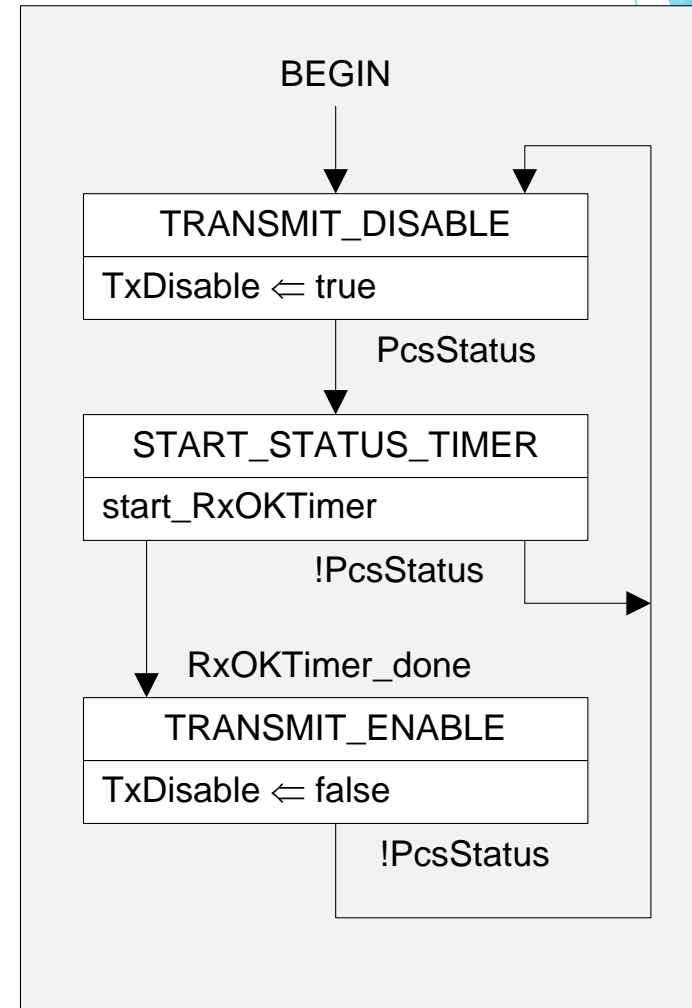 BEGIN
TRANSMIT_DISABLE
TxDisable ⇐ true
PcsStatus
START_STATUS_TIMER
start_RxOKTimer
!PcsStatus
RxOKTimer_done
TRANSMIT_ENABLE
TxDisable ⇐ false
!PcsStatus